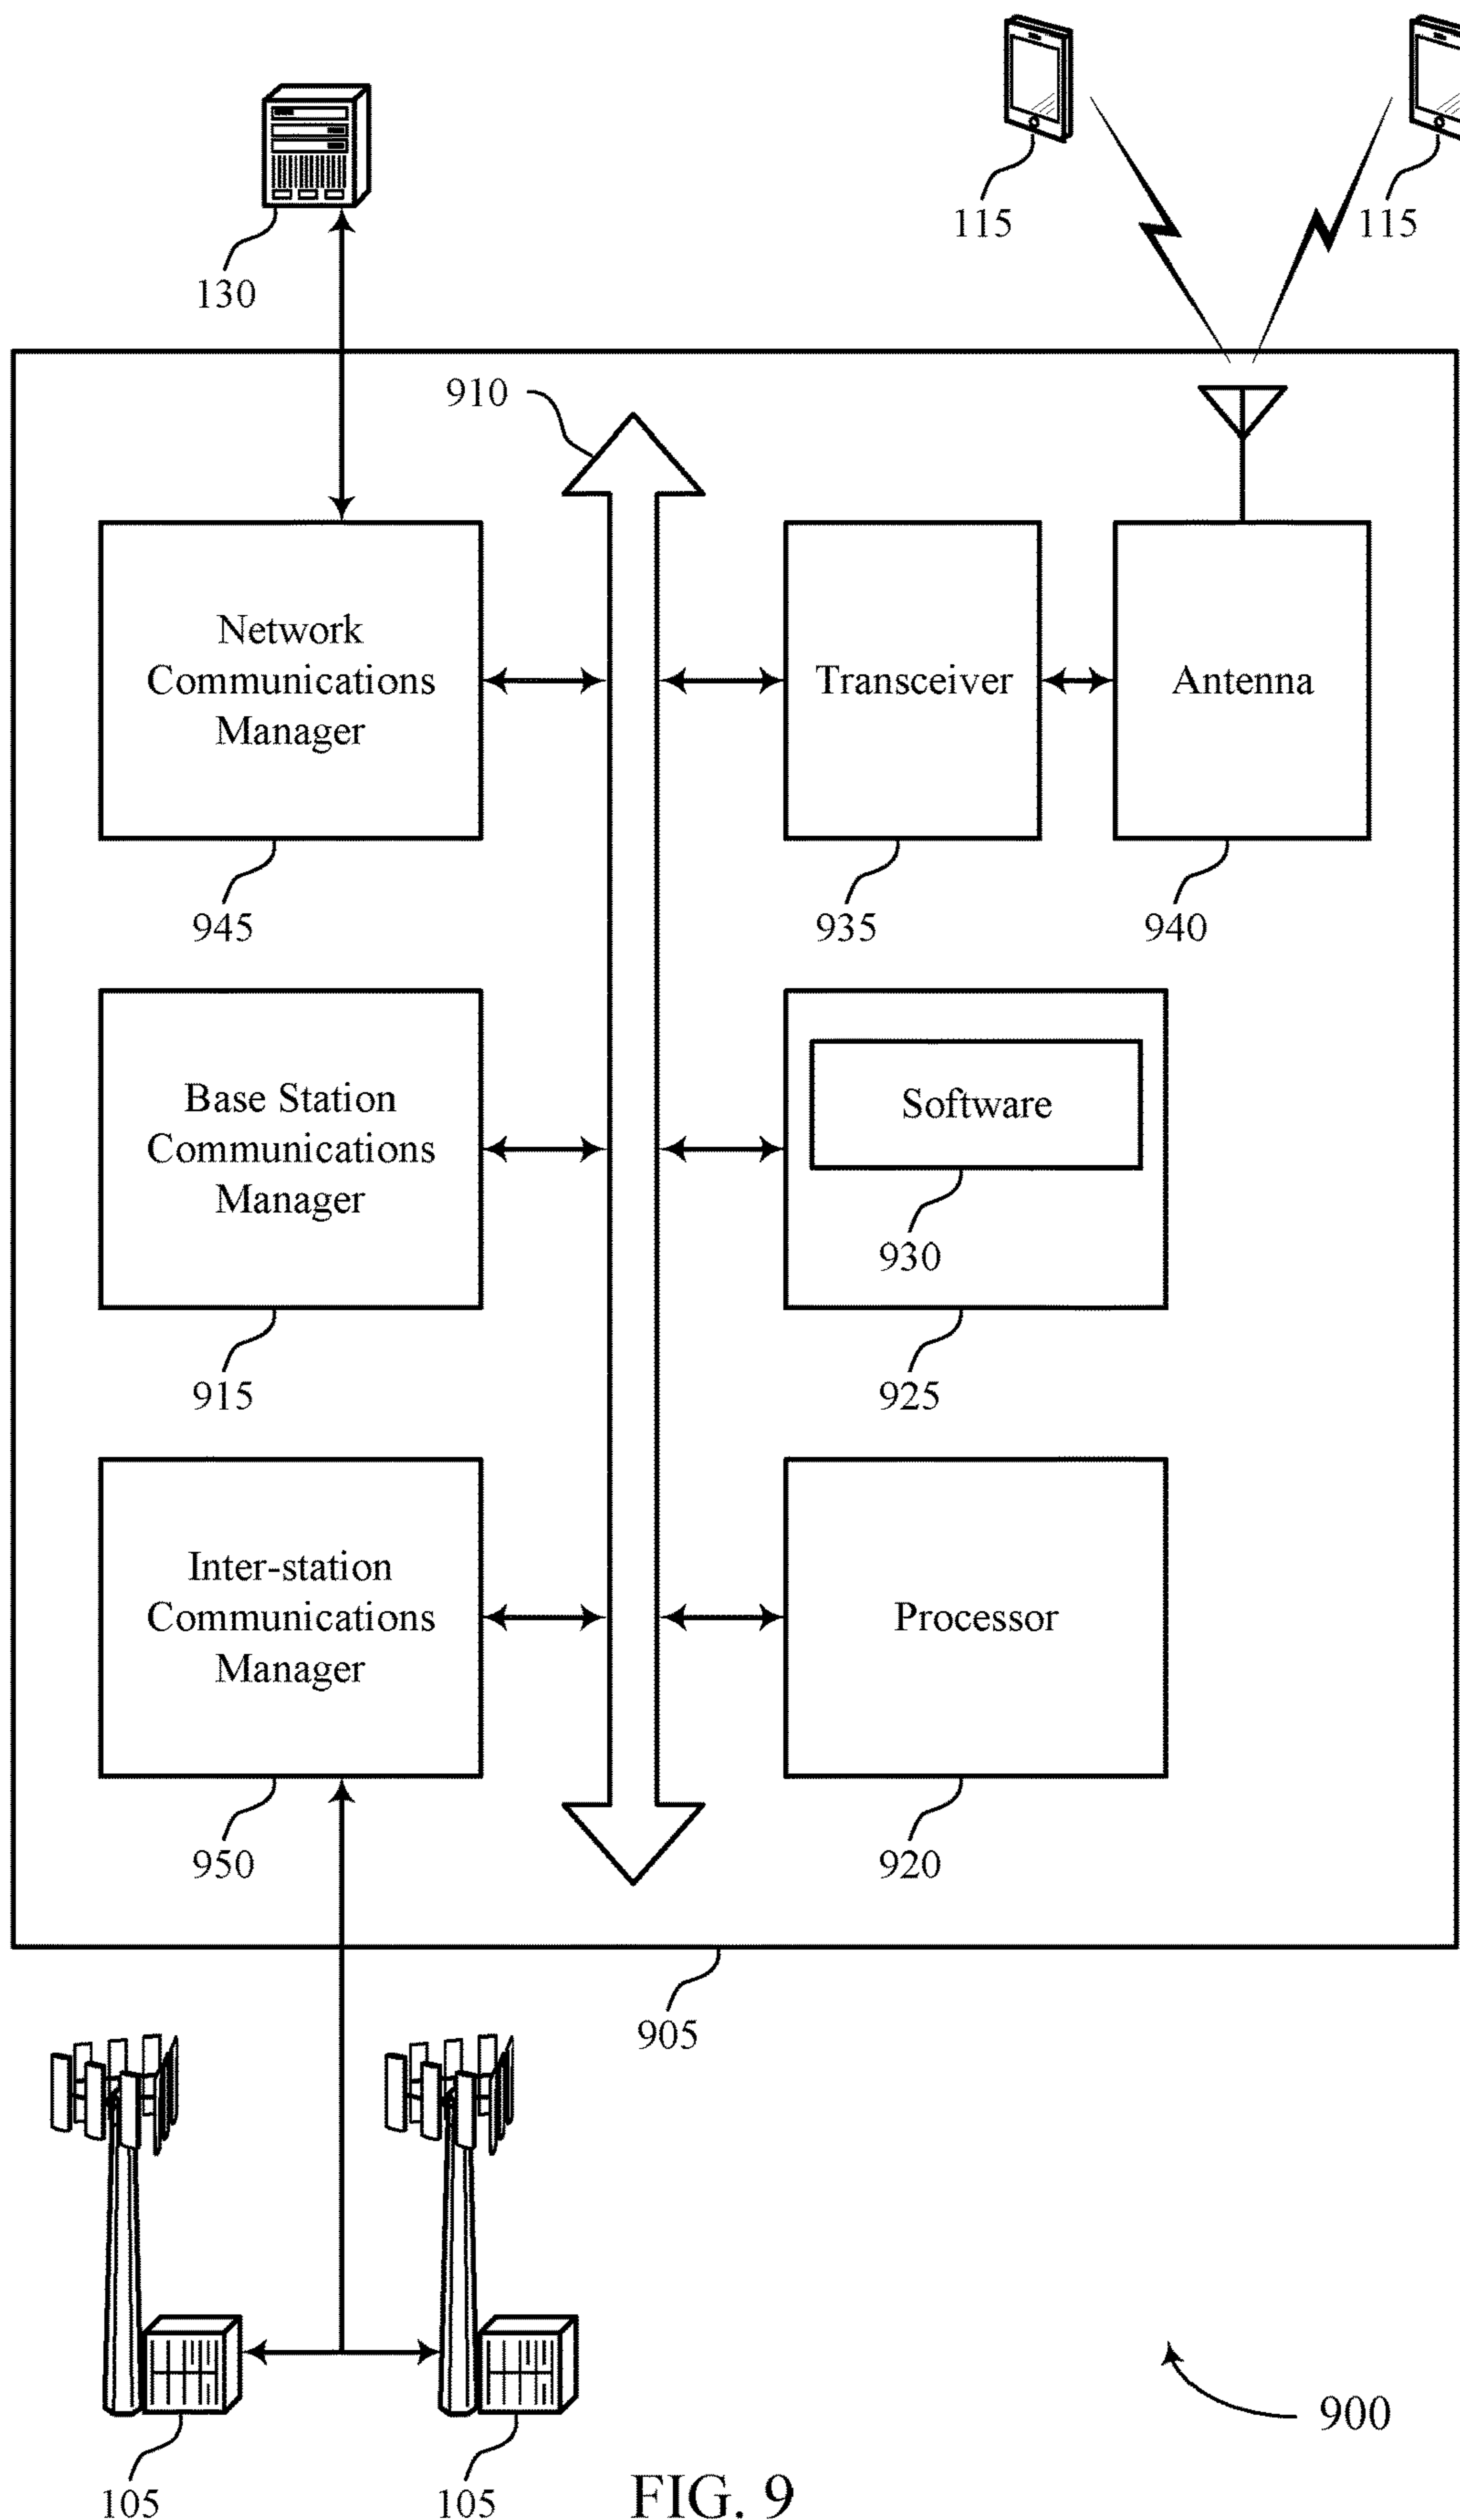 115
115
130
910
Network
Communications
Manager
Transceiver
Antenna
945
935
940
Base Station
Communications
Manager
Software
930
915
925
Inter-station
Communications
Manager
Processor
950
920
905
900
105
105
FIG. 9